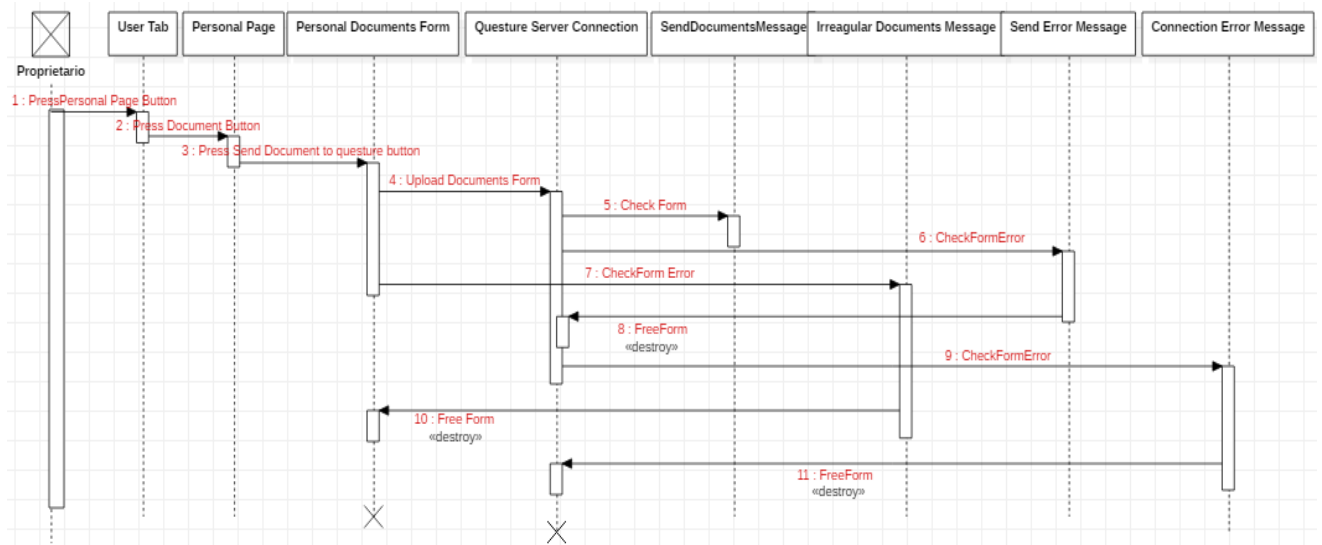 User Tab
Personal Page
Personal Documents Form
Questure Server Connection
SendDocumentsMessage
Irreagular Documents Message
Send Error Message
Connection Error Message
Proprietario
1 : PressPersonal Page Button
2 : Press Document Button
3 : Press Send Document to questure button
4 : Upload Documents Form
5 : Check Form
6 : CheckFormError
7 : CheckForm Error
8 : FreeForm
«destroy»
9 : CheckFormError
10 : Free Form
«destroy»
11 : FreeForm
«destroy»